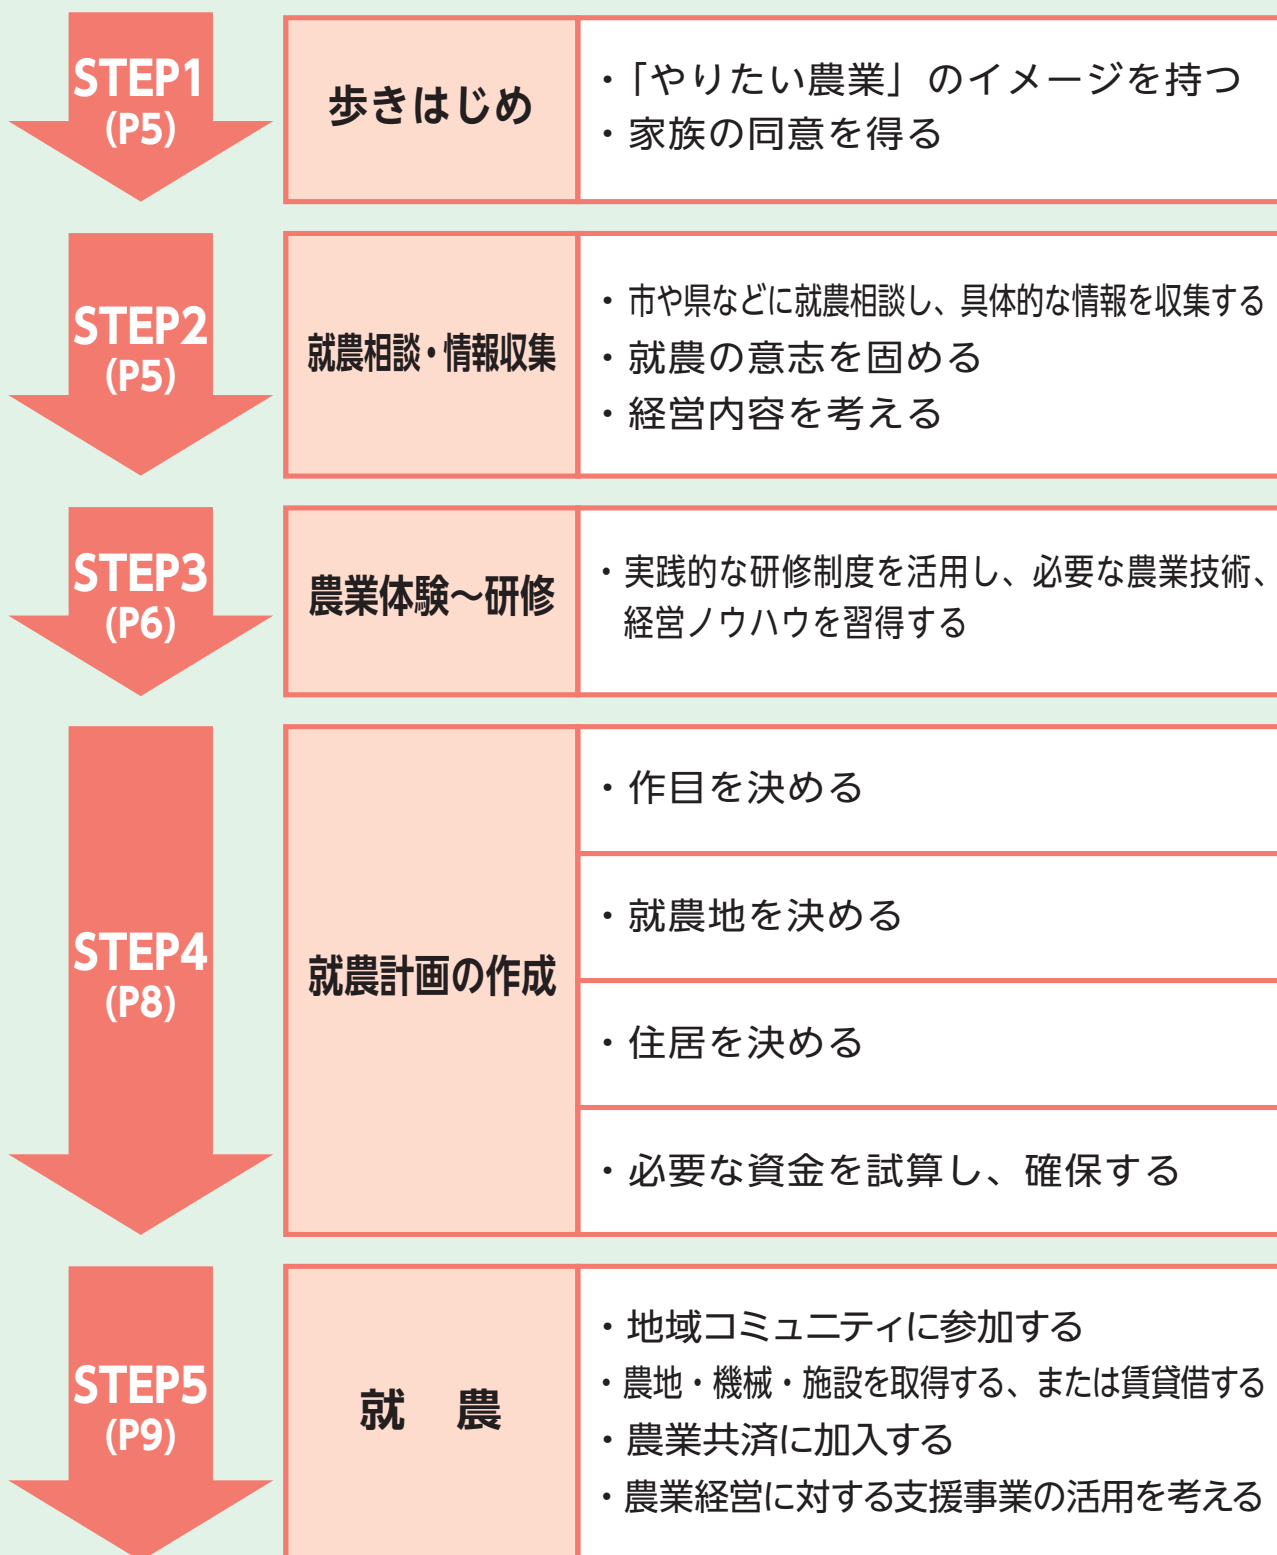 STEP1
(P5)
歩きはじめ
・「やりたい農業」のイメージを持つ
・家族の同意を得る
STEP2
(P5)
就農相談・情報収集
・市や県などに就農相談し、具体的な情報を収集する
・就農の意志を固める
・経営内容を考える
STEP3
(P6)
農業体験〜研修
・実践的な研修制度を活用し、必要な農業技術、
経営ノウハウを習得する
STEP4
(P8)
就農計画の作成
・作目を決める
・就農地を決める
・住居を決める
・必要な資金を試算し、確保する
STEP5
(P9)
就　農
・地域コミュニティに参加する
・農地・機械・施設を取得する、または賃貸借する
・農業共済に加入する
・農業経営に対する支援事業の活用を考える